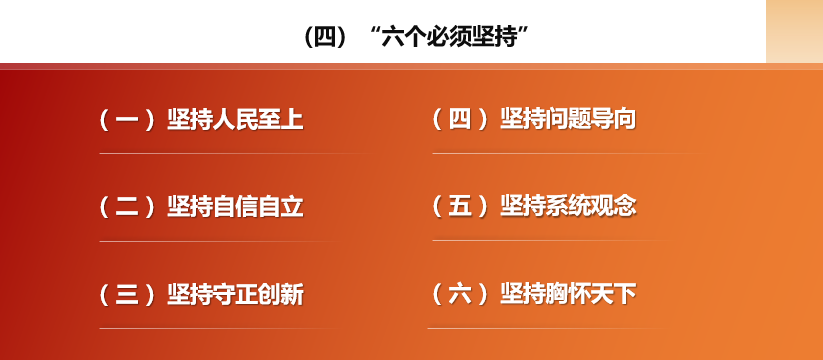 （四）“六个必须坚持”
（一）坚持人民至上
（二）坚持自信自立
（三）坚持守正创新
（四）坚持问题导向
（五）坚持系统观念
（六）坚持胸怀天下